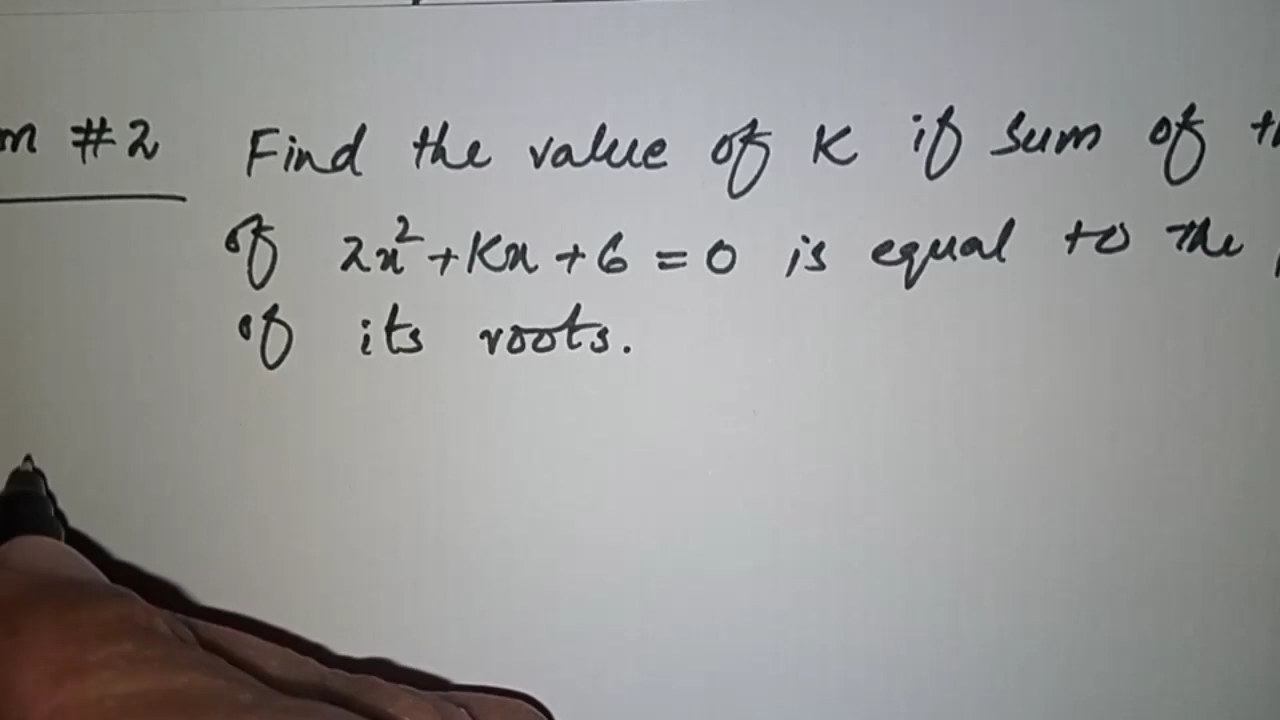 #2 Find the value of K if sum of
of 2x²+Kx+6=0 is equal to the
of its roots.